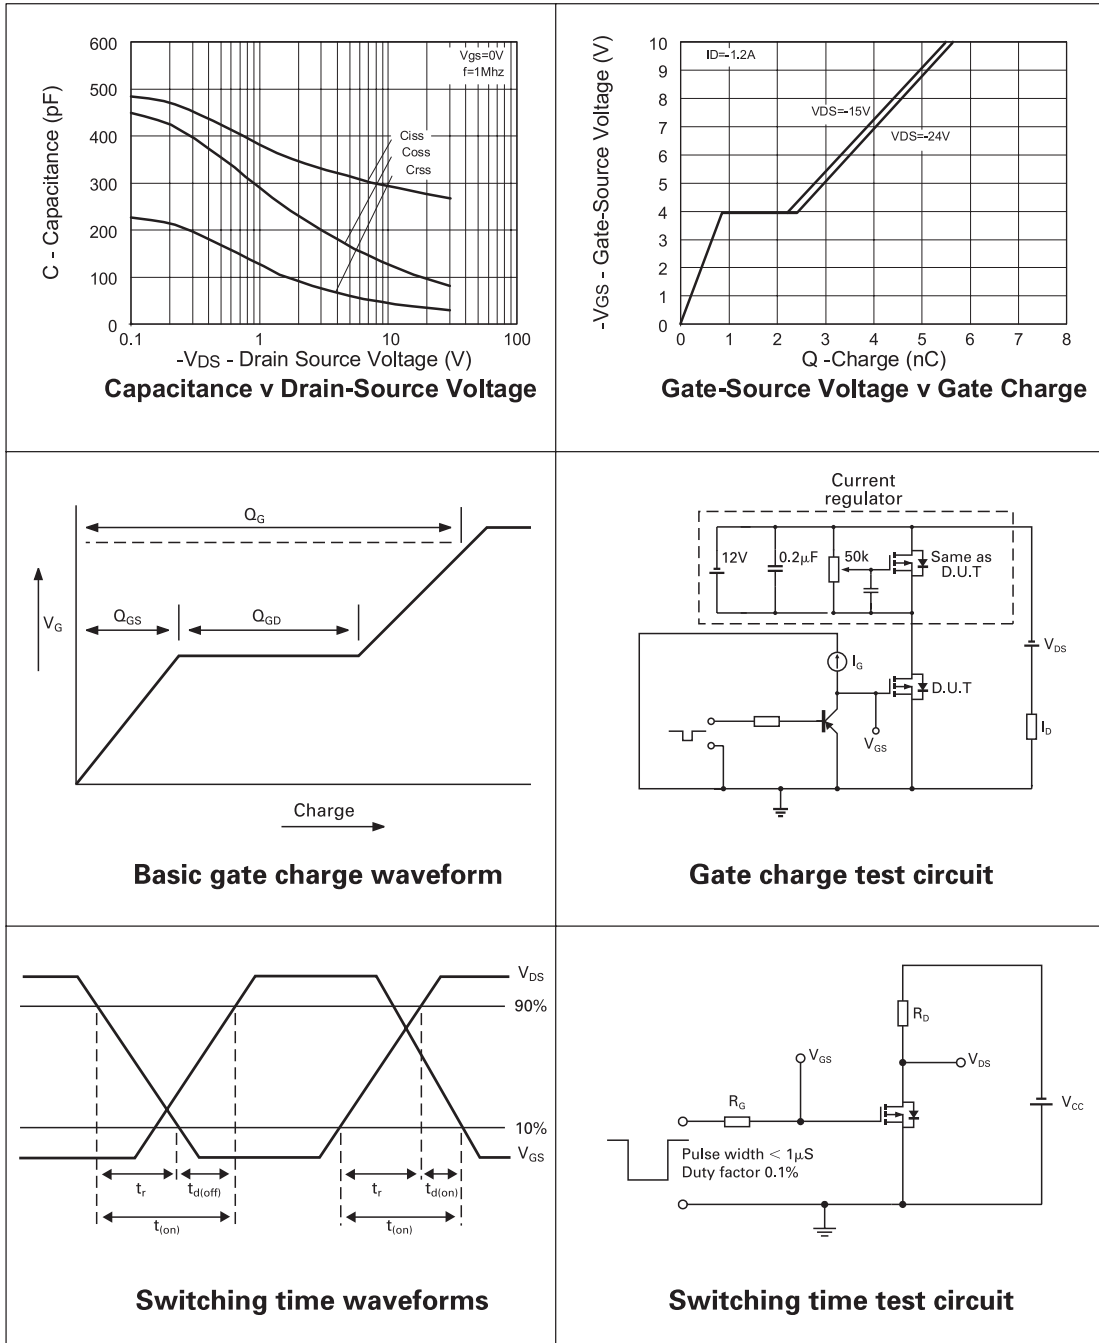 600
500
400
300
200
100
0
C - Capacitance (pF)
Vgs=0V
f=1Mhz
Ciss
Coss
Crss
0.1
1
10
100
-VDS - Drain Source Voltage (V)
Capacitance v Drain-Source Voltage
10
9
8
7
6
5
4
3
2
1
0
-VGS - Gate-Source Voltage (V)
ID=-1.2A
VDS=-15V
VDS=-24V
0 1 2 3 4 5 6 7 8
Q -Charge (nC)
Gate-Source Voltage v Gate Charge
QG
VG
QGS
QGD
Charge
Basic gate charge waveform
Current
regulator
12V
0.2μF
50k
Same as
D.U.T
IG
VDS
D.U.T
VGS
ID
Gate charge test circuit
VDS
90%
10%
VGS
tr
td(off)
tr
td(on)
t(on)
t(on)
Switching time waveforms
RD
VGS
VDS
RG
VCC
Pulse width < 1μS
Duty factor 0.1%
Switching time test circuit